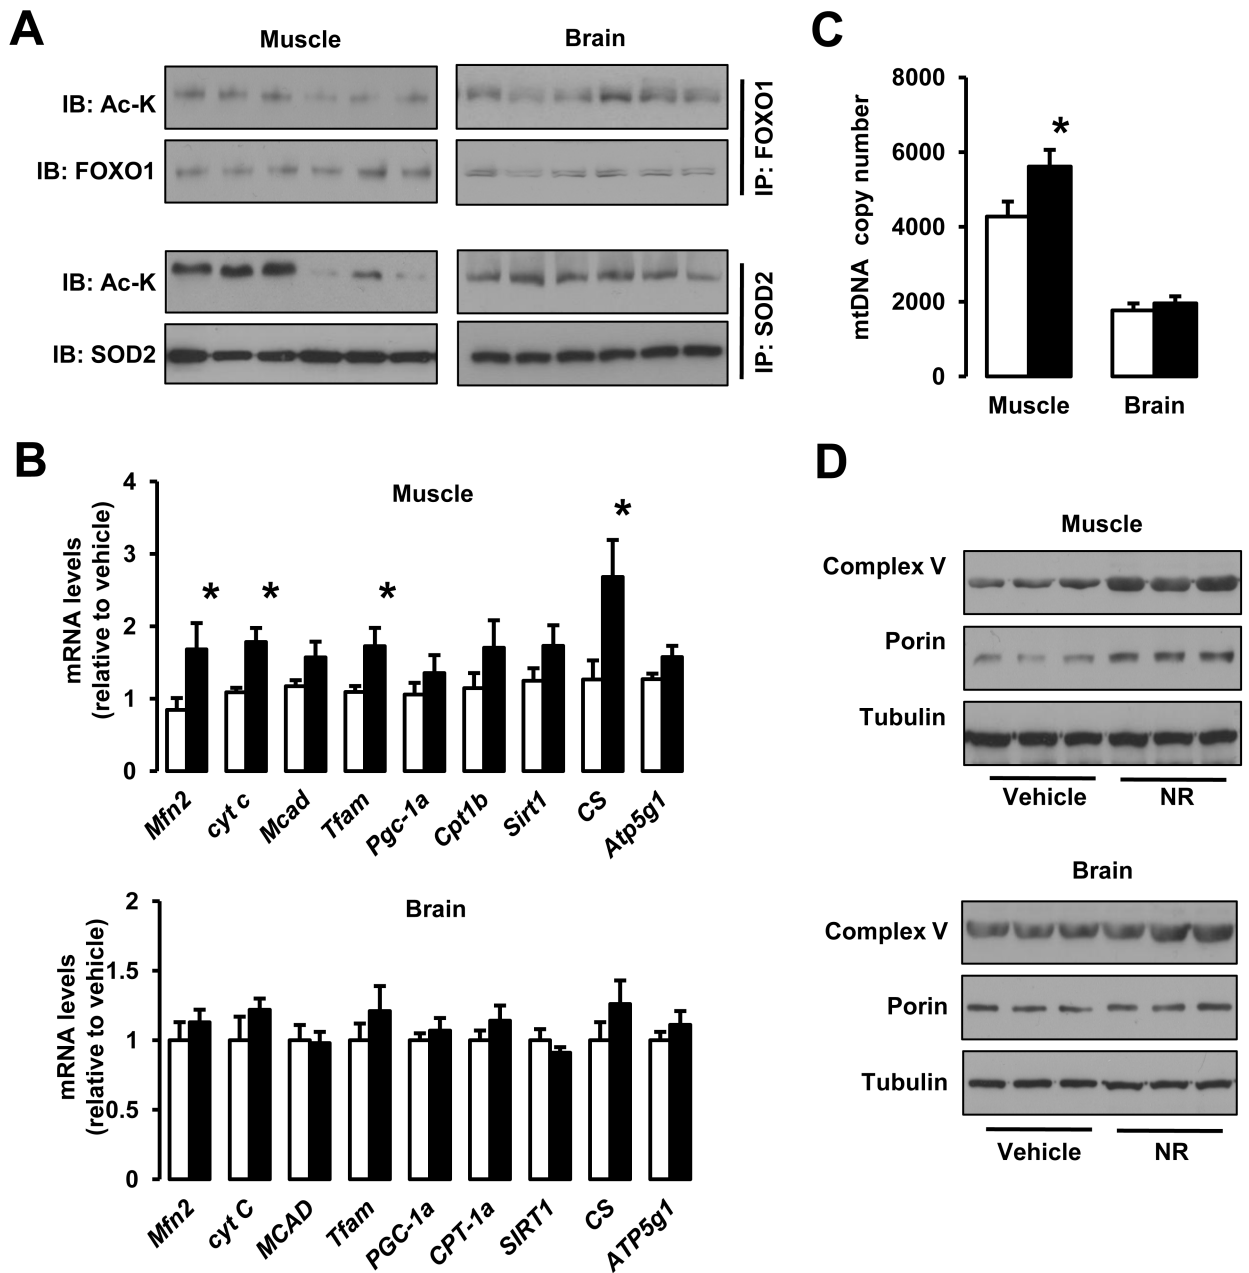 A
Muscle
Brain
IB: Ac-K
IB: FOXO1
IP: FOXO1
IB: Ac-K
IB: SOD2
IP: SOD2
B
Muscle
mRNA levels
(relative to vehicle)
4
3
2
1
0
*
*
*
*
Mfn2
cyt c
Mcad
Tfam
Pgc-1a
Cpt1b
Sirt1
CS
Atp5g1
Brain
mRNA levels
(relative to vehicle)
2
1.5
1
0.5
0
Mfn2
cyt C
MCAD
Tfam
PGC-1a
CPT-1a
SIRT1
CS
ATP5g1
C
mtDNA copy number
8000
6000
4000
2000
0
*
Muscle
Brain
D
Muscle
Complex V
Porin
Tubulin
Vehicle
NR
Brain
Complex V
Porin
Tubulin
Vehicle
NR